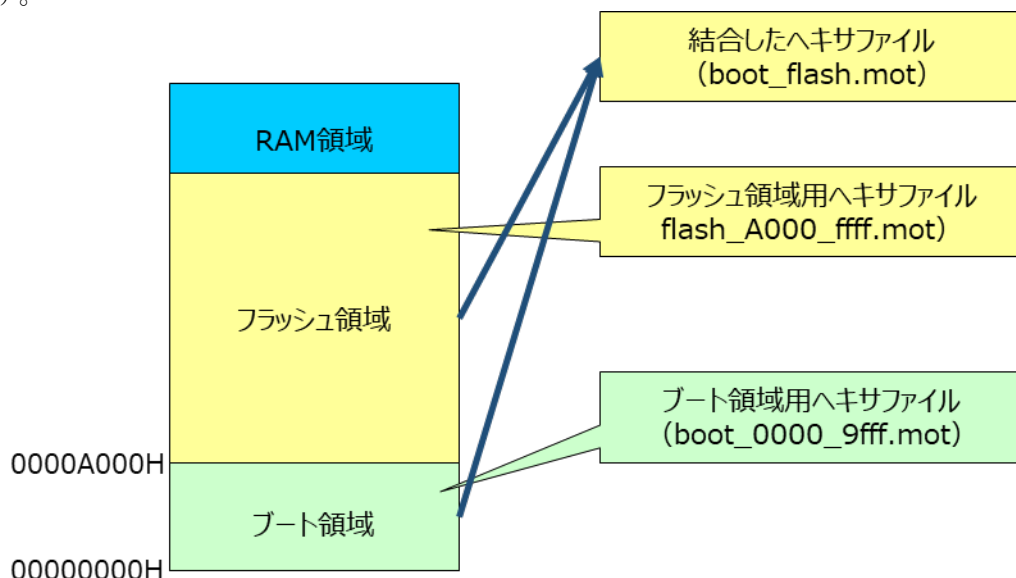 す。
結合したヘキサファイル
（boot_flash.mot）
RAM領域
フラッシュ領域用ヘキサファイル
flash_A000_ffff.mot）
フラッシュ領域
ブート領域用ヘキサファイル
（boot_0000_9fff.mot）
0000A000H
ブート領域
00000000H